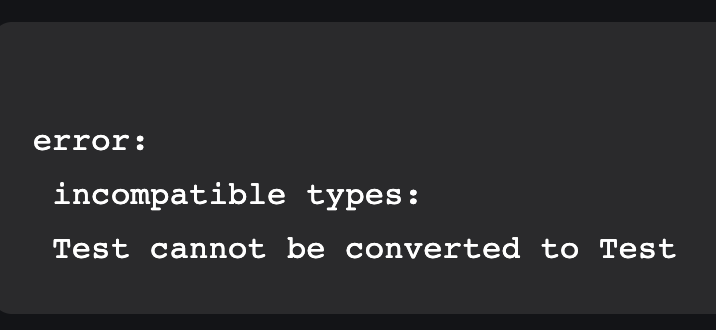 error:
incompatible types:
Test cannot be converted to Test